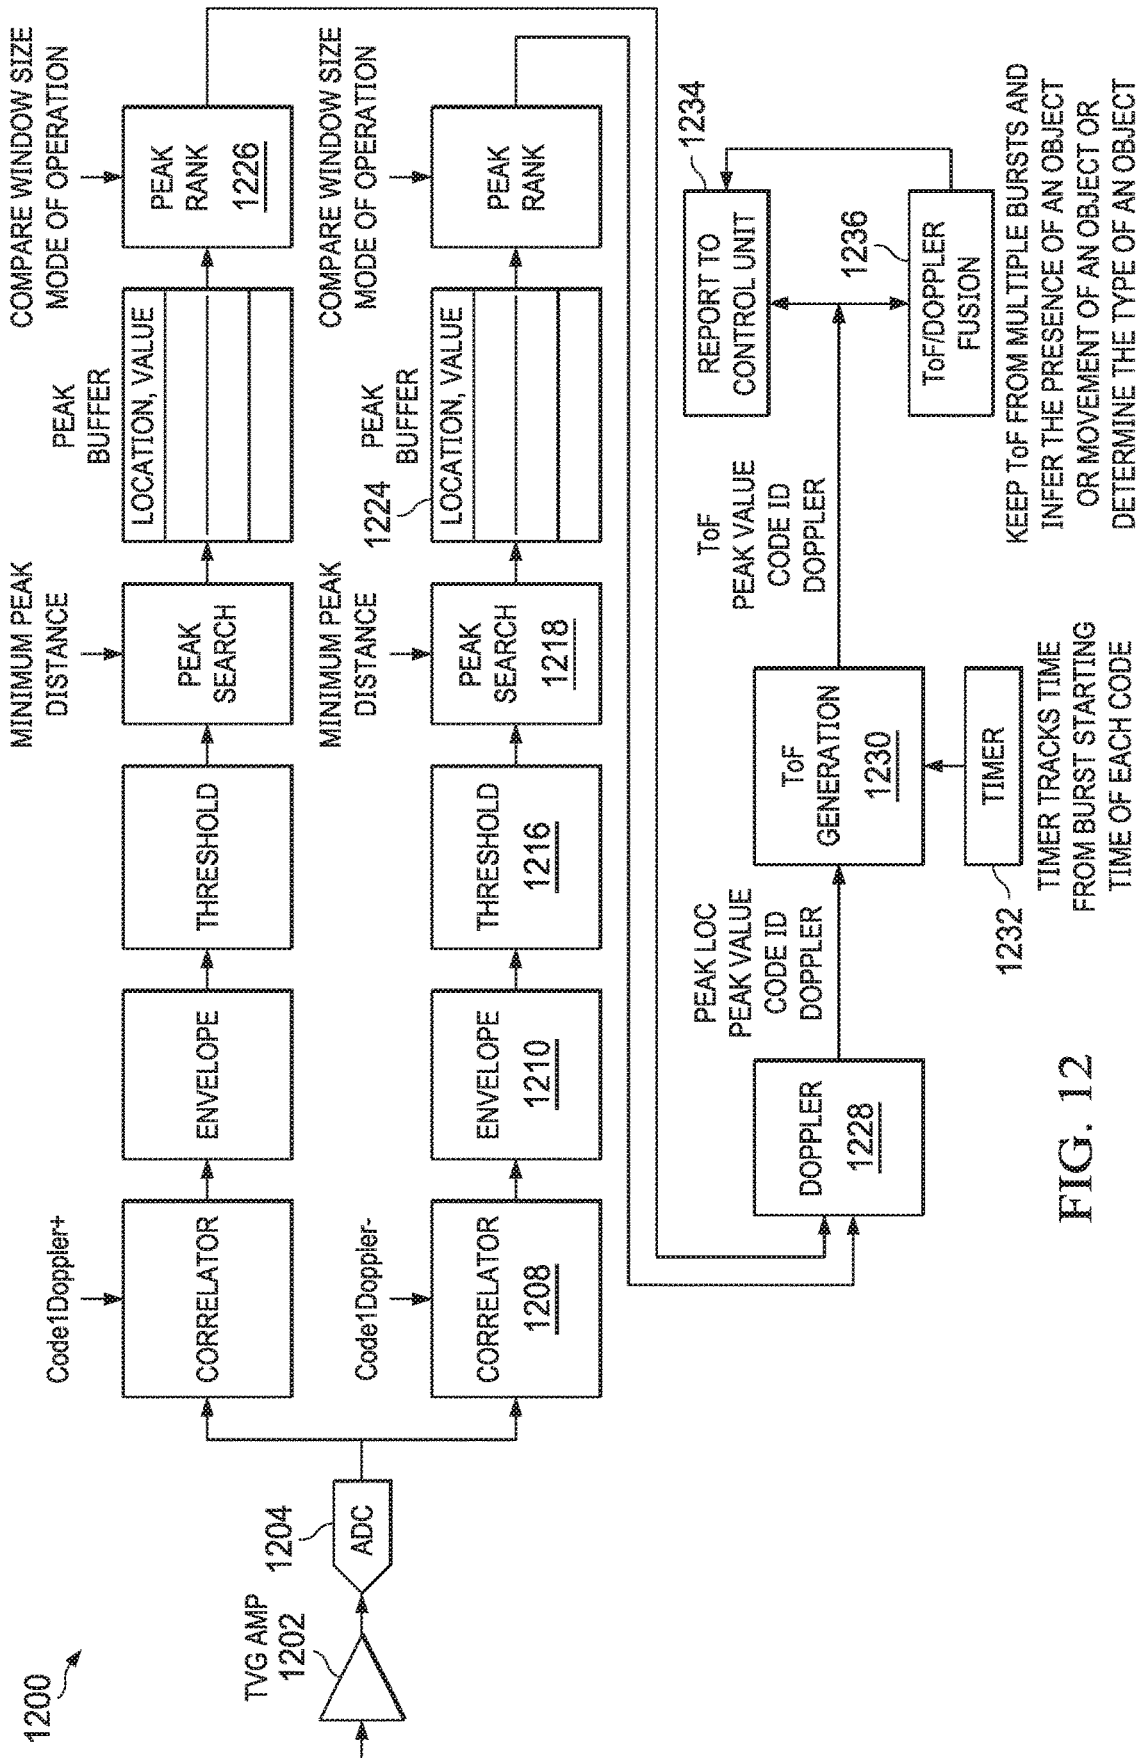 1200
TVG AMP
1202
1204
ADC
Code1Doppler+
CORRELATOR
ENVELOPE
THRESHOLD
MINIMUM PEAK
DISTANCE
PEAK
SEARCH
PEAK
BUFFER
LOCATION, VALUE
COMPARE WINDOW SIZE
MODE OF OPERATION
PEAK
RANK
1226
Code1Doppler-
CORRELATOR
1208
ENVELOPE
1210
THRESHOLD
1216
MINIMUM PEAK
DISTANCE
PEAK
SEARCH
1218
PEAK
BUFFER
1224
LOCATION, VALUE
COMPARE WINDOW SIZE
MODE OF OPERATION
PEAK
RANK
DOPPLER
1228
PEAK LOC
PEAK VALUE
CODE ID
DOPPLER
ToF
GENERATION
1230
TIMER
1232
TIMER TRACKS TIME
FROM BURST STARTING
TIME OF EACH CODE
ToF
PEAK VALUE
CODE ID
DOPPLER
REPORT TO
CONTROL UNIT
1234
1236
ToF/DOPPLER
FUSION
KEEP ToF FROM MULTIPLE BURSTS AND
INFER THE PRESENCE OF AN OBJECT
OR MOVEMENT OF AN OBJECT OR
DETERMINE THE TYPE OF AN OBJECT
FIG. 12